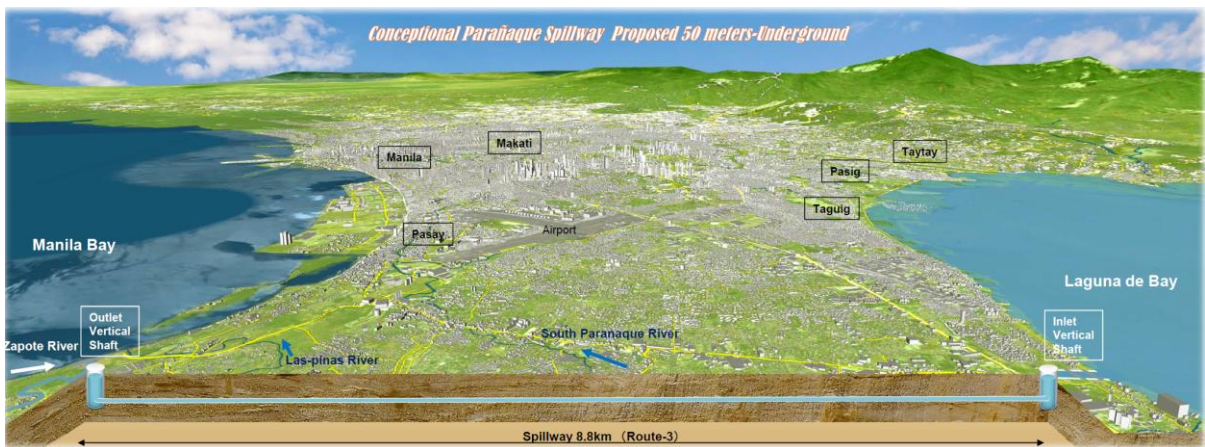 Conceptual Parañaque Spillway Proposed 50 meters-Underground
Manila
Makati
Taytay
Pasig
Taguig
Pasay
Airport
Manila Bay
Laguna de Bay
Outlet
Vertical
Shaft
Inlet
Vertical
Shaft
Zapote River
Las-pinas River
South Paranaque River
Spillway 8.8km （Route-3）